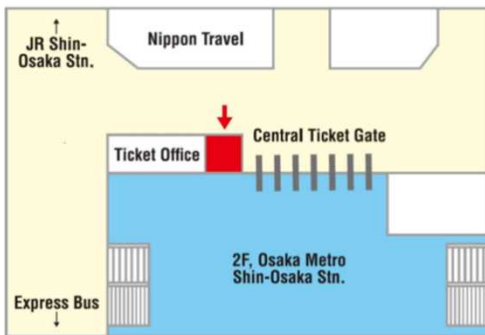 ↑
JR Shin-
Osaka Stn.
Nippon Travel
Central Ticket Gate
Ticket Office
2F, Osaka Metro
Shin-Osaka Stn.
Express Bus
↓